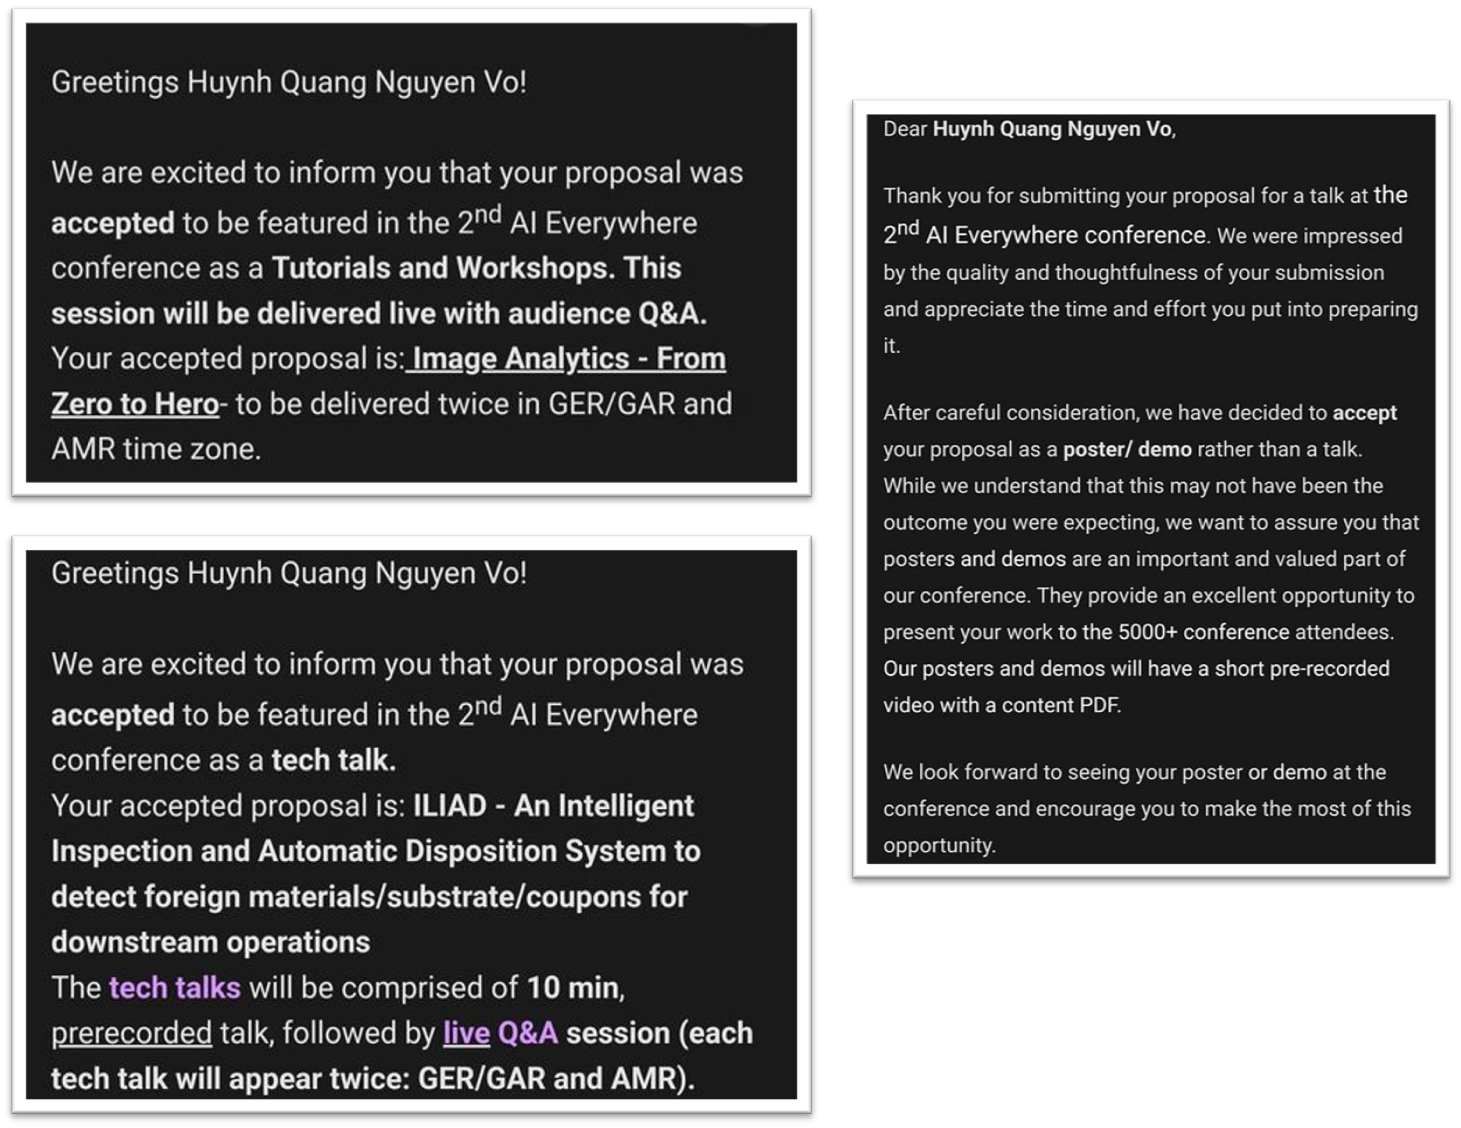 Greetings Huynh Quang Nguyen Vo!
We are excited to inform you that your proposal was
accepted to be featured in the 2nd AI Everywhere
conference as a Tutorials and Workshops. This
session will be delivered live with audience Q&A.
Your accepted proposal is: Image Analytics - From
Zero to Hero- to be delivered twice in GER/GAR and
AMR time zone.
Greetings Huynh Quang Nguyen Vo!
We are excited to inform you that your proposal was
accepted to be featured in the 2nd AI Everywhere
conference as a tech talk.
Your accepted proposal is: ILIAD - An Intelligent
Inspection and Automatic Disposition System to
detect foreign materials/substrate/coupons for
downstream operations
The tech talks will be comprised of 10 min,
prerecorded talk, followed by live Q&A session (each
tech talk will appear twice: GER/GAR and AMR).
Dear Huynh Quang Nguyen Vo,
Thank you for submitting your proposal for a talk at the
2nd AI Everywhere conference. We were impressed
by the quality and thoughtfulness of your submission
and appreciate the time and effort you put into preparing
it.
After careful consideration, we have decided to accept
your proposal as a poster/ demo rather than a talk.
While we understand that this may not have been the
outcome you were expecting, we want to assure you that
posters and demos are an important and valued part of
our conference. They provide an excellent opportunity to
present your work to the 5000+ conference attendees.
Our posters and demos will have a short pre-recorded
video with a content PDF.
We look forward to seeing your poster or demo at the
conference and encourage you to make the most of this
opportunity.